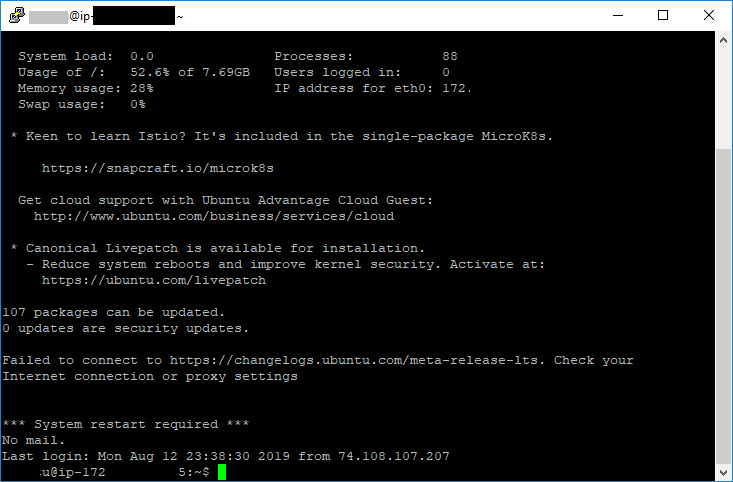 @ip- ~
System load: 0.0 Processes: 88
Usage of /: 52.6% of 7.69GB Users logged in: 0
Memory usage: 28% IP address for eth0: 172.
Swap usage: 0%
* Keen to learn Istio? It's included in the single-package MicroK8s.
https://snapcraft.io/microk8s
Get cloud support with Ubuntu Advantage Cloud Guest:
http://www.ubuntu.com/business/services/cloud
* Canonical Livepatch is available for installation.
- Reduce system reboots and improve kernel security. Activate at:
https://ubuntu.com/livepatch
107 packages can be updated.
0 updates are security updates.
Failed to connect to https://changelogs.ubuntu.com/meta-release-lts. Check your
Internet connection or proxy settings
*** System restart required ***
No mail.
Last login: Mon Aug 12 23:38:30 2019 from 74.108.107.207
u@ip-172 5:~$